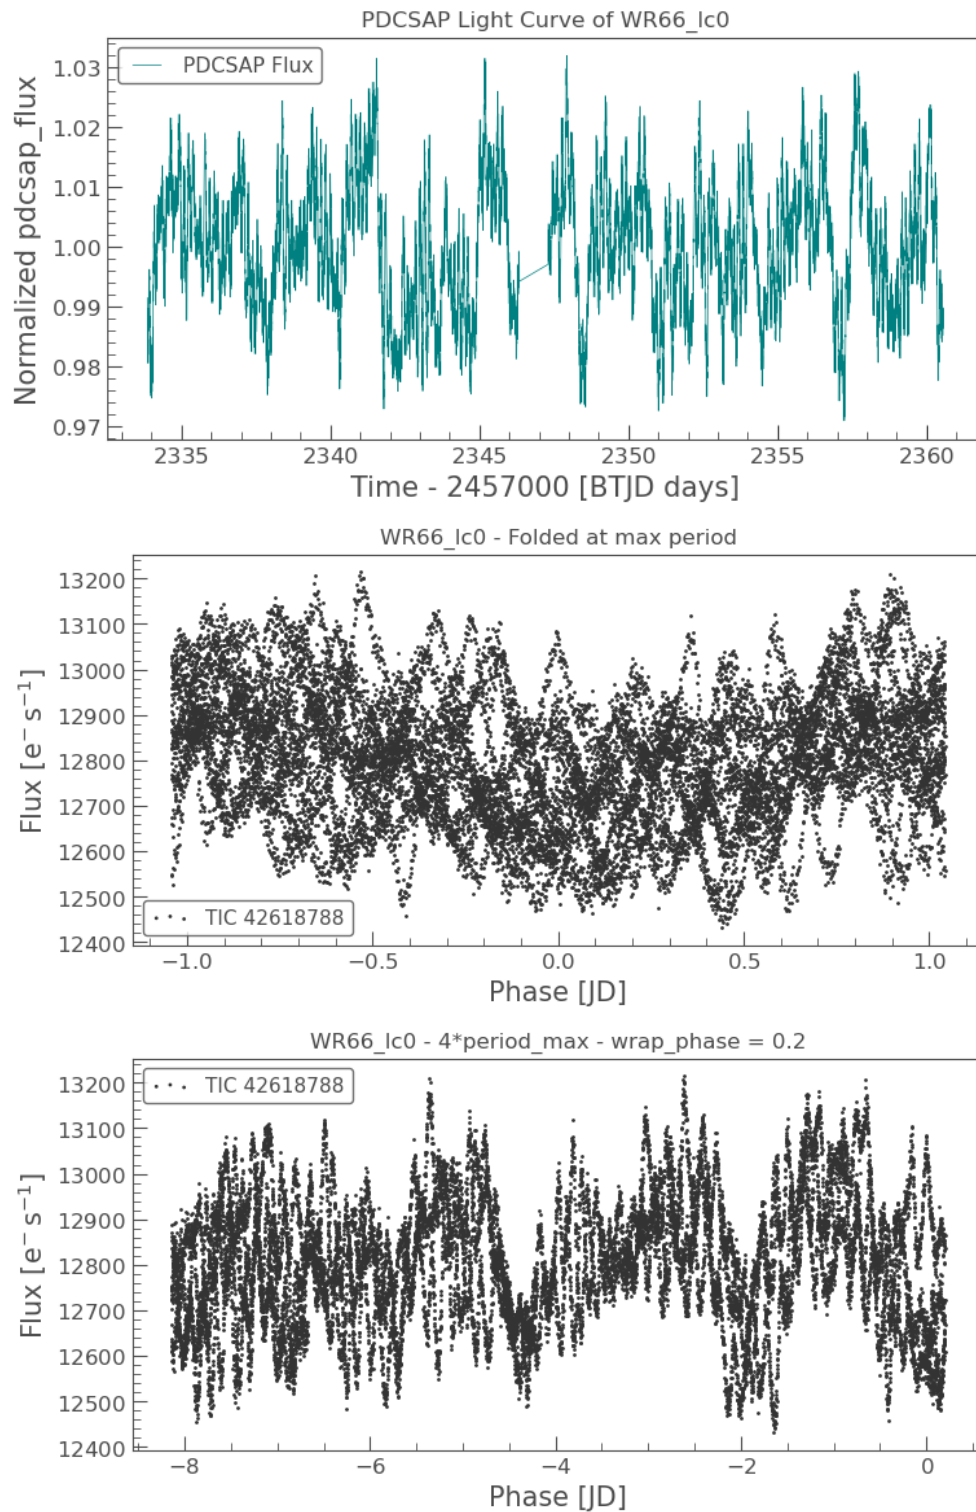 PDCSAP Light Curve of WR66_lc0
PDCSAP Flux
Normalized pdcsap_flux
1.03
1.02
1.01
1.00
0.99
0.98
0.97
2335 2340 2345 2350 2355 2360
Time - 2457000 [BTJD days]
WR66_lc0 - Folded at max period
Flux [e⁻ s⁻¹]
13200
13100
13000
12900
12800
12700
12600
12500
12400
TIC 42618788
−1.0 −0.5 0.0 0.5 1.0
Phase [JD]
WR66_lc0 - 4*period_max - wrap_phase = 0.2
TIC 42618788
Flux [e⁻ s⁻¹]
13200
13100
13000
12900
12800
12700
12600
12500
12400
−8 −6 −4 −2 0
Phase [JD]